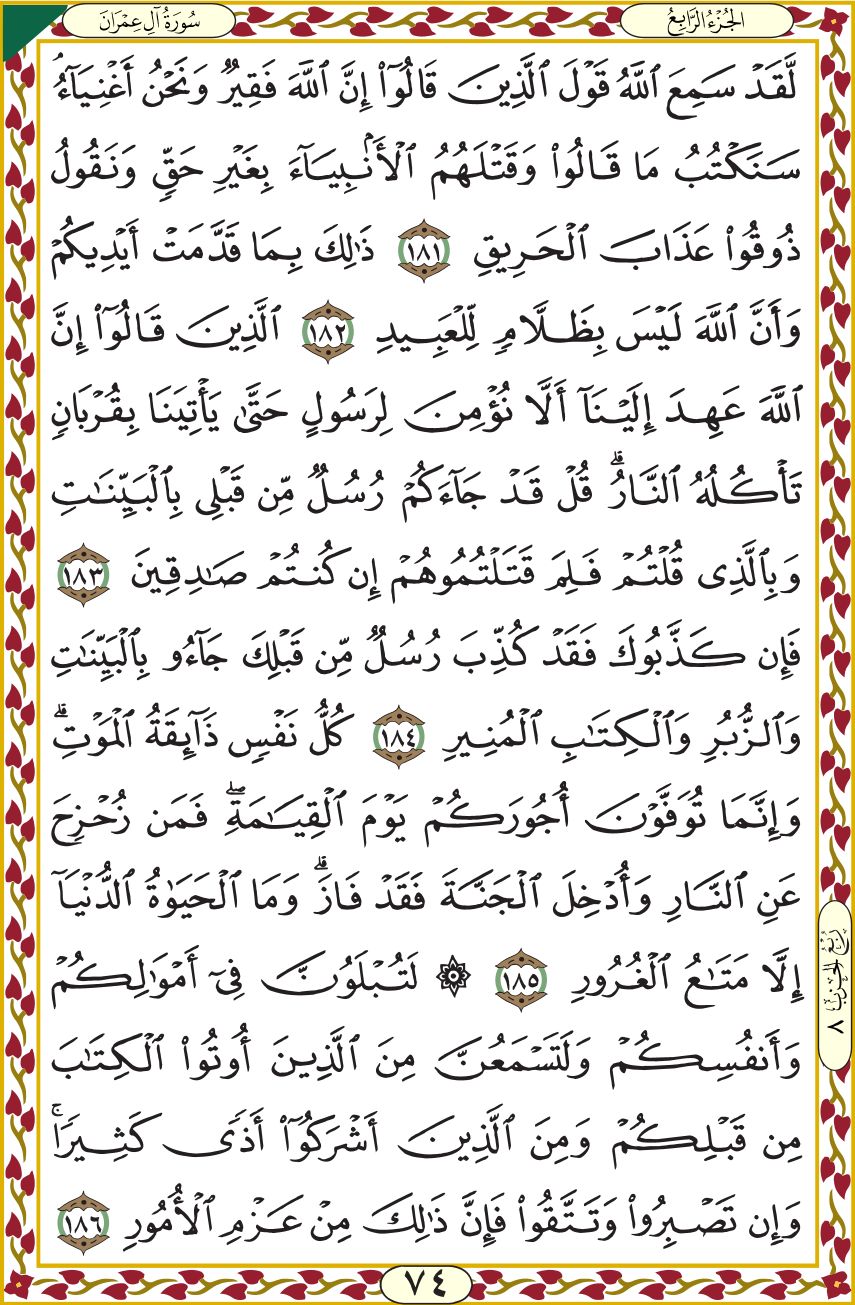 الجُزْءُ الرَّابِعُ
سُورَةُ آلِ عِمْرَانَ
لَّقَدْ سَمِعَ ٱللَّهُ قَوْلَ ٱلَّذِينَ قَالُوٓا۟ إِنَّ ٱللَّهَ فَقِيرٌ وَنَحْنُ أَغْنِيَآءُ ۘ
سَنَكْتُبُ مَا قَالُوا۟ وَقَتْلَهُمُ ٱلْأَنۢبِيَآءَ بِغَيْرِ حَقٍّ وَنَقُولُ
ذُوقُوا۟ عَذَابَ ٱلْحَرِيقِ ١٨١ ذَٰلِكَ بِمَا قَدَّمَتْ أَيْدِيكُمْ
وَأَنَّ ٱللَّهَ لَيْسَ بِظَلَّامٍ لِّلْعَبِيدِ ١٨٢ ٱلَّذِينَ قَالُوٓا۟ إِنَّ
ٱللَّهَ عَهِدَ إِلَيْنَآ أَلَّا نُؤْمِنَ لِرَسُولٍ حَتَّىٰ يَأْتِيَنَا بِقُرْبَانٍ
تَأْكُلُهُ ٱلنَّارُ ۗ قُلْ قَدْ جَآءَكُمْ رُسُلٌ مِّن قَبْلِى بِٱلْبَيِّنَٰتِ
وَبِٱلَّذِى قُلْتُمْ فَلِمَ قَتَلْتُمُوهُمْ إِن كُنتُمْ صَٰدِقِينَ ١٨٣
فَإِن كَذَّبُوكَ فَقَدْ كُذِّبَ رُسُلٌ مِّن قَبْلِكَ جَآءُو بِٱلْبَيِّنَٰتِ
وَٱلزُّبُرِ وَٱلْكِتَٰبِ ٱلْمُنِيرِ ١٨٤ كُلُّ نَفْسٍ ذَآئِقَةُ ٱلْمَوْتِ ۗ
وَإِنَّمَا تُوَفَّوْنَ أُجُورَكُمْ يَوْمَ ٱلْقِيَٰمَةِ ۖ فَمَن زُحْزِحَ
عَنِ ٱلنَّارِ وَأُدْخِلَ ٱلْجَنَّةَ فَقَدْ فَازَ ۗ وَمَا ٱلْحَيَوٰةُ ٱلدُّنْيَآ
إِلَّا مَتَٰعُ ٱلْغُرُورِ ١٨٥ ۞ لَتُبْلَوُنَّ فِىٓ أَمْوَٰلِكُمْ
وَأَنفُسِكُمْ وَلَتَسْمَعُنَّ مِنَ ٱلَّذِينَ أُوتُوا۟ ٱلْكِتَٰبَ
مِن قَبْلِكُمْ وَمِنَ ٱلَّذِينَ أَشْرَكُوٓا۟ أَذًى كَثِيرًا ۚ
وَإِن تَصْبِرُوا۟ وَتَتَّقُوا۟ فَإِنَّ ذَٰلِكَ مِنْ عَزْمِ ٱلْأُمُورِ ١٨٦
رُبْعُ الحِزْب ٨
٧٤